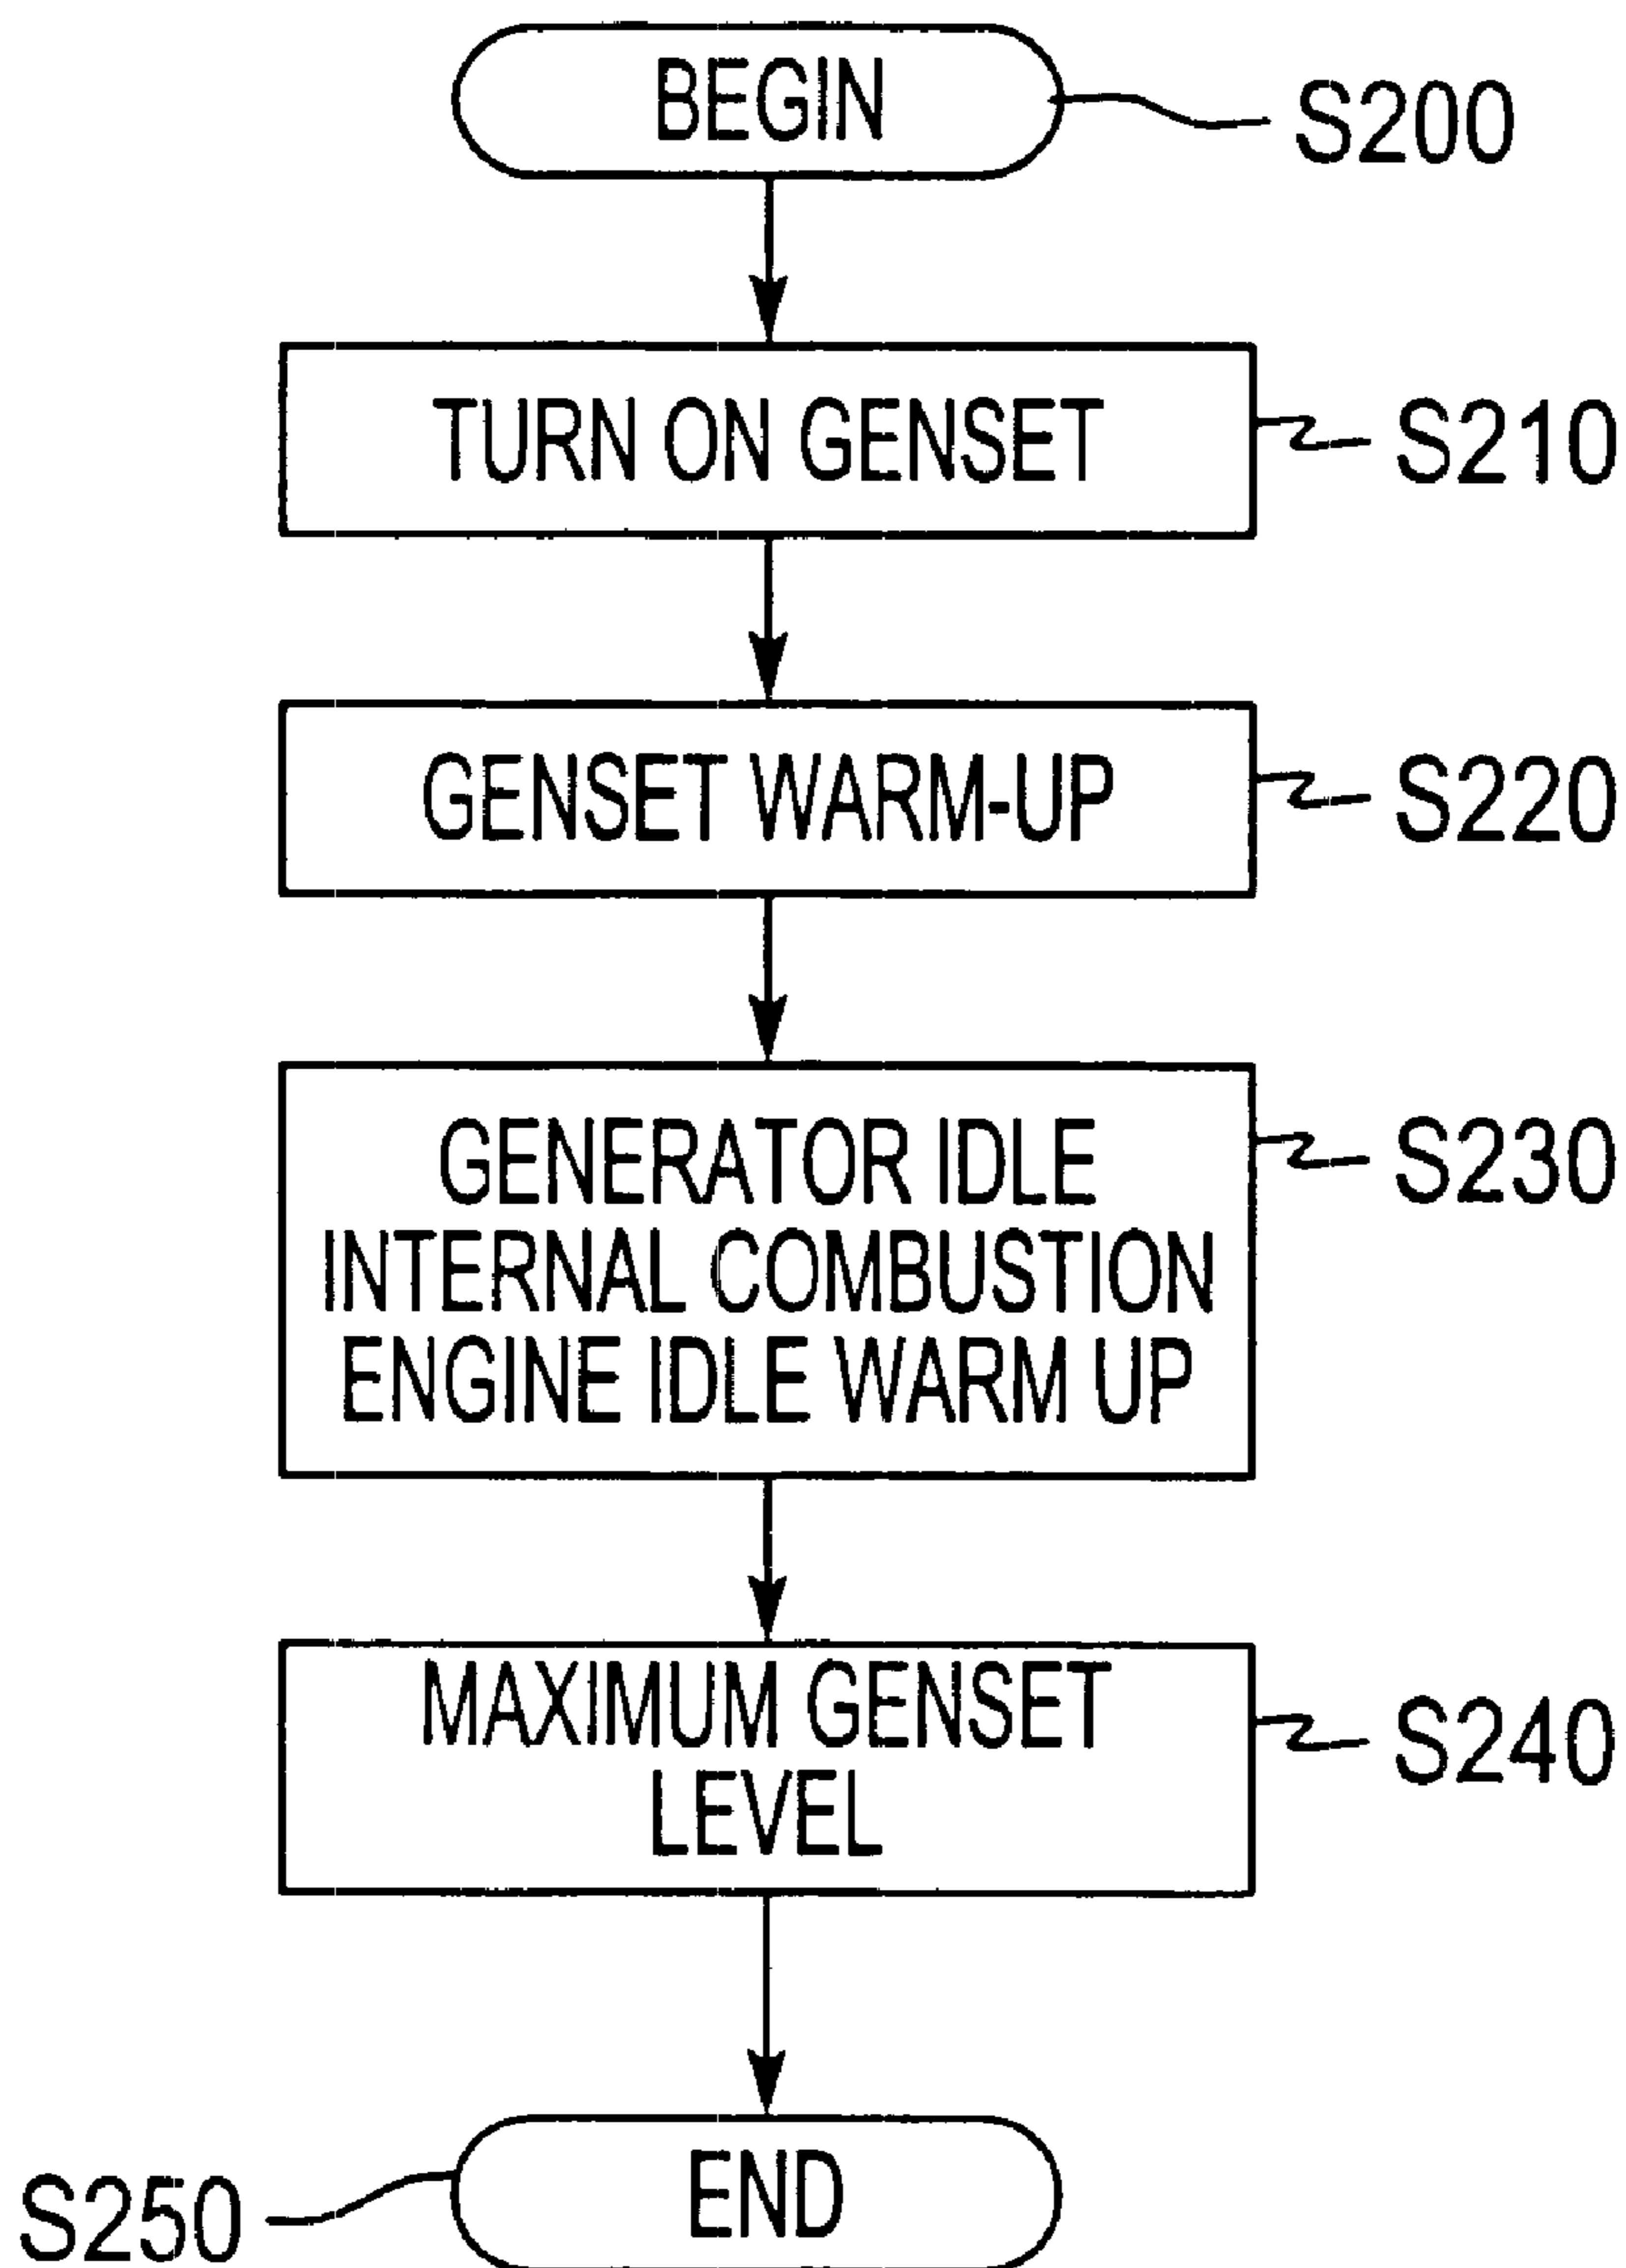 BEGIN
S200
TURN ON GENSET
S210
GENSET WARM-UP
S220
GENERATOR IDLE
INTERNAL COMBUSTION
ENGINE IDLE WARM UP
S230
MAXIMUM GENSET
LEVEL
S240
END
S250